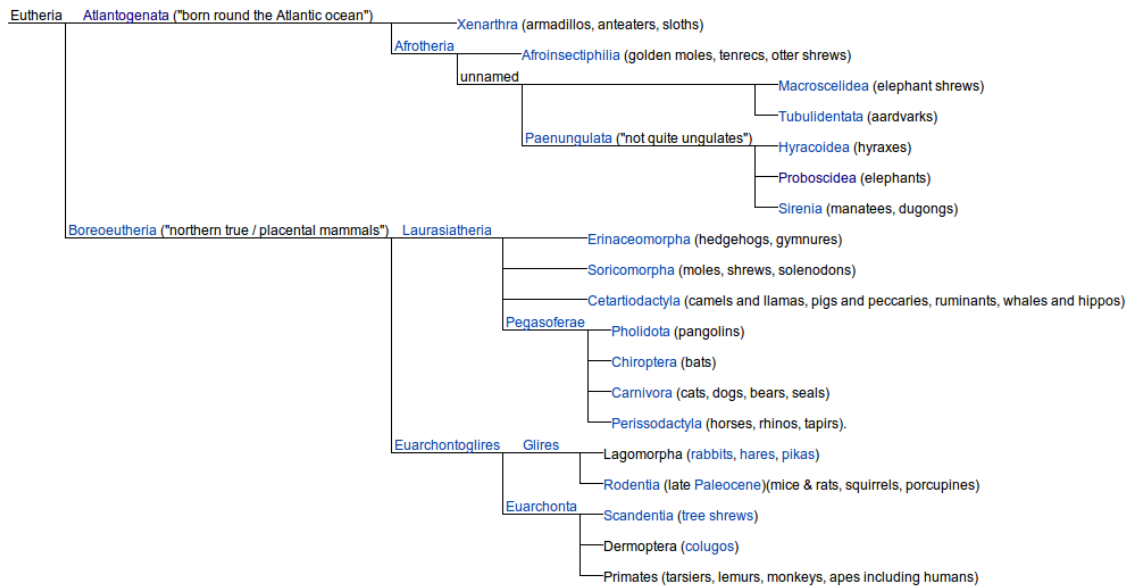 Eutheria Atlantogenata ("born round the Atlantic ocean")
Xenarthra (armadillos, anteaters, sloths)
Afrotheria
Afroinsectiphilia (golden moles, tenrecs, otter shrews)
unnamed
Macroscelidea (elephant shrews)
Tubulidentata (aardvarks)
Paenungulata ("not quite ungulates")
Hyracoidea (hyraxes)
Proboscidea (elephants)
Sirenia (manatees, dugongs)
Boreoeutheria ("northern true / placental mammals") Laurasiatheria
Erinaceomorpha (hedgehogs, gymnures)
Soricomorpha (moles, shrews, solenodons)
Cetartiodactyla (camels and llamas, pigs and peccaries, ruminants, whales and hippos)
Pegasoferae
Pholidota (pangolins)
Chiroptera (bats)
Carnivora (cats, dogs, bears, seals)
Perissodactyla (horses, rhinos, tapirs).
Euarchontoglires Glires
Lagomorpha (rabbits, hares, pikas)
Rodentia (late Paleocene)(mice & rats, squirrels, porcupines)
Euarchonta
Scandentia (tree shrews)
Dermoptera (colugos)
Primates (tarsiers, lemurs, monkeys, apes including humans)